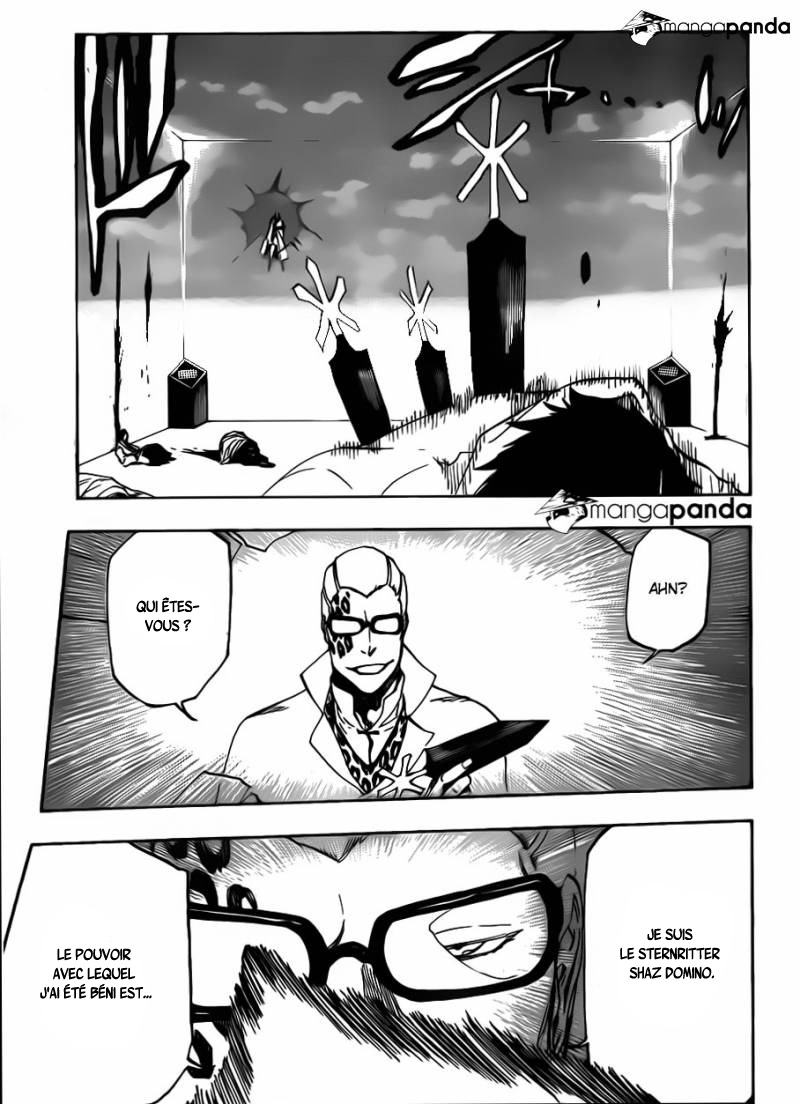 mangapanda
mangapanda
AHN?
QUI ÊTES-
VOUS ?
JE SUIS
LE STERNRITTER
SHAZ DOMINO.
LE POUVOIR
AVEC LEQUEL
J'AI ÉTÉ BÉNI EST...